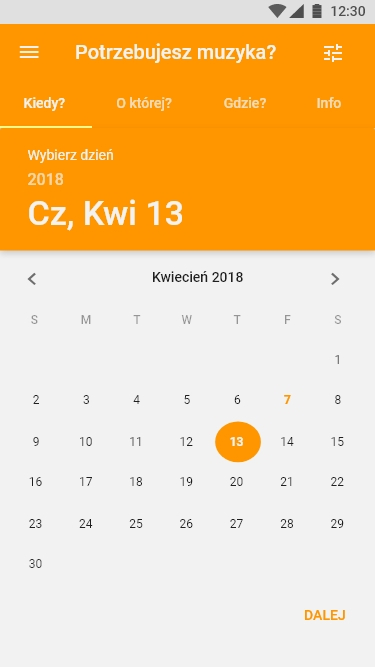 12:30
Potrzebujesz muzyka?
Kiedy? O której? Gdzie? Info
Wybierz dzień
2018
Cz, Kwi 13
Kwiecień 2018
S M T W T F S
1
2 3 4 5 6 7 8
9 10 11 12 13 14 15
16 17 18 19 20 21 22
23 24 25 26 27 28 29
30
DALEJ